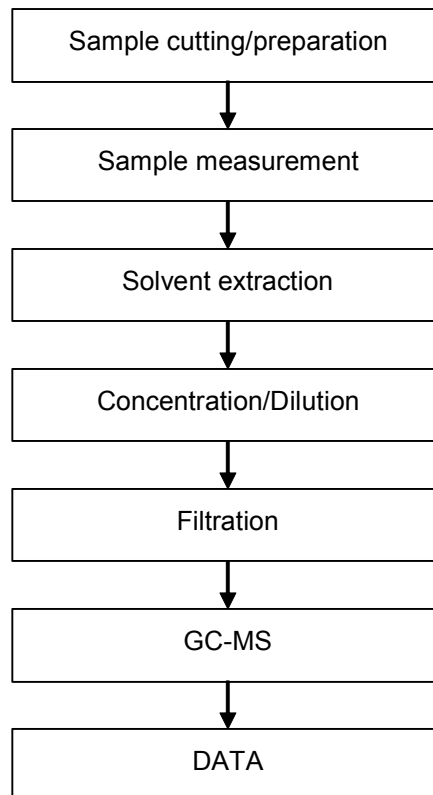 Sample cutting/preparation
Sample measurement
Solvent extraction
Concentration/Dilution
Filtration
GC-MS
DATA